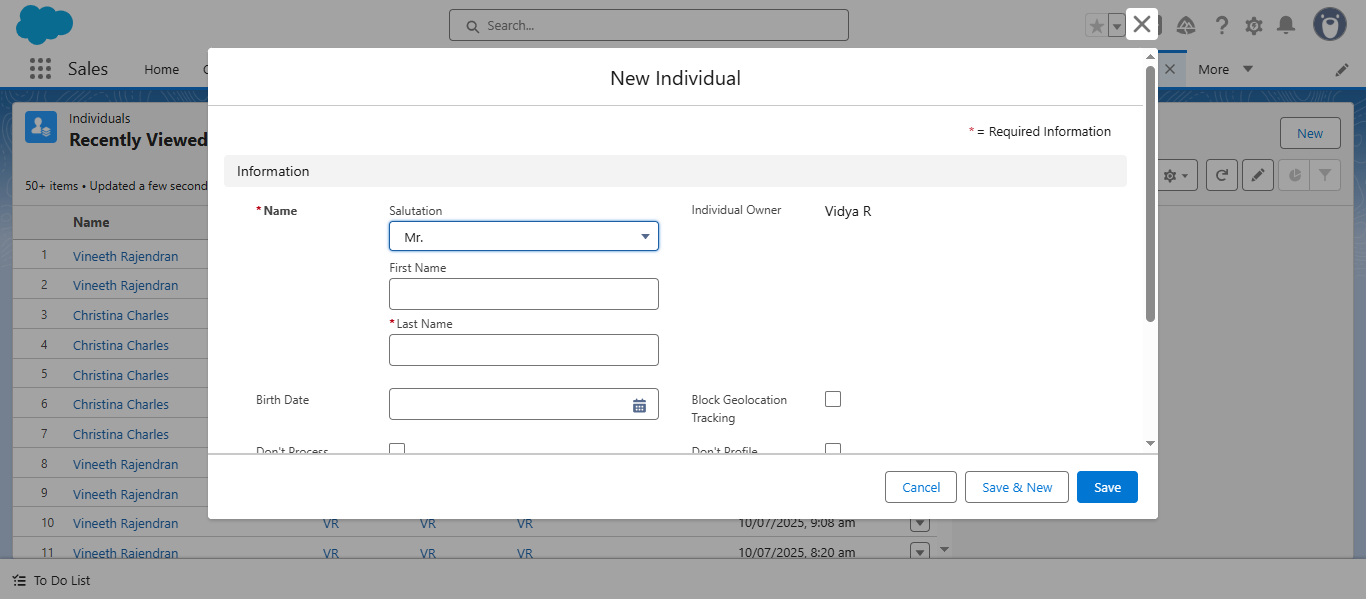 Search...
Sales
Home
More
Individuals
Recently Viewed
New
50+ items • Updated a few second
Name
1 Vineeth Rajendran
2 Vineeth Rajendran
3 Christina Charles
4 Christina Charles
5 Christina Charles
6 Christina Charles
7 Christina Charles
8 Vineeth Rajendran
9 Vineeth Rajendran
10 Vineeth Rajendran VR VR VR 10/07/2025, 9:08 am
11 Vineeth Rajendran VR VR VR 10/07/2025, 8:20 am
New Individual
* = Required Information
Information
*Name
Salutation
Mr.
Individual Owner
Vidya R
First Name
*Last Name
Birth Date
Block Geolocation
Tracking
Don't Process
Don't Profile
Cancel
Save & New
Save
To Do List